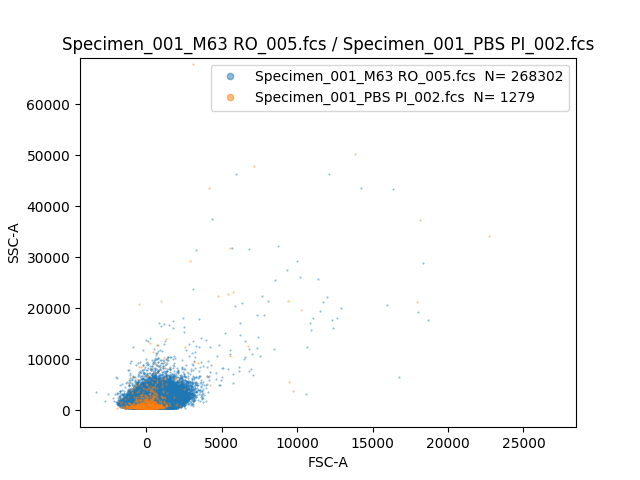 Specimen_001_M63 RO_005.fcs / Specimen_001_PBS PI_002.fcs
Specimen_001_M63 RO_005.fcs  N= 268302
Specimen_001_PBS PI_002.fcs  N= 1279
60000
50000
40000
30000
20000
10000
0
SSC-A
0 5000 10000 15000 20000 25000
FSC-A